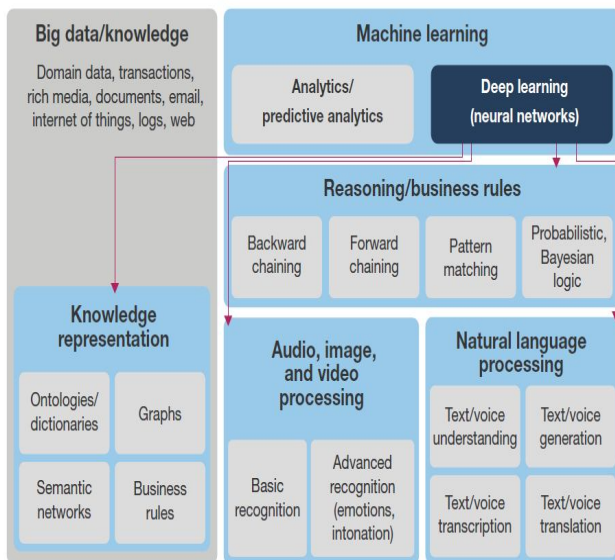 Big data/knowledge
Domain data, transactions,
rich media, documents, email,
internet of things, logs, web
Machine learning
Analytics/
predictive analytics
Deep learning
(neural networks)
Reasoning/business rules
Backward
chaining
Forward
chaining
Pattern
matching
Probabilistic,
Bayesian
logic
Knowledge
representation
Ontologies/
dictionaries
Graphs
Semantic
networks
Business
rules
Audio, image,
and video
processing
Basic
recognition
Advanced
recognition
(emotions,
intonation)
Natural language
processing
Text/voice
understanding
Text/voice
generation
Text/voice
transcription
Text/voice
translation